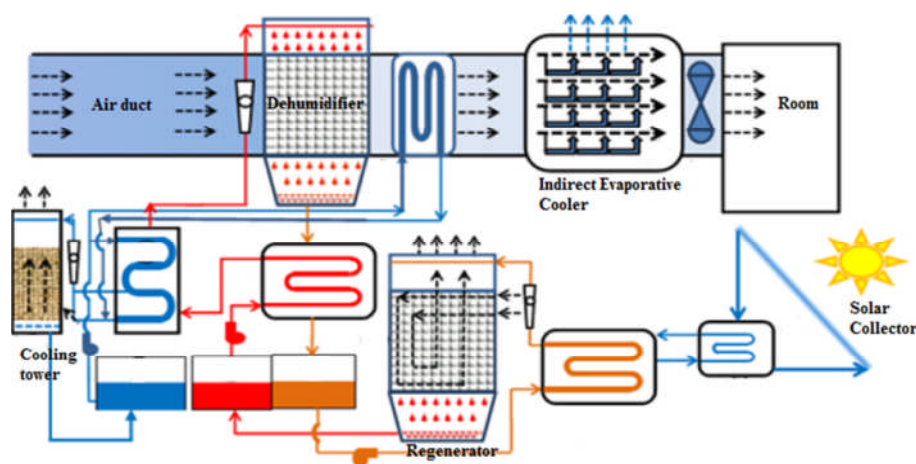 Air duct
Dehumidifier
Room
Indirect Evaporative
Cooler
Solar
Collector
Cooling
tower
Regenerator